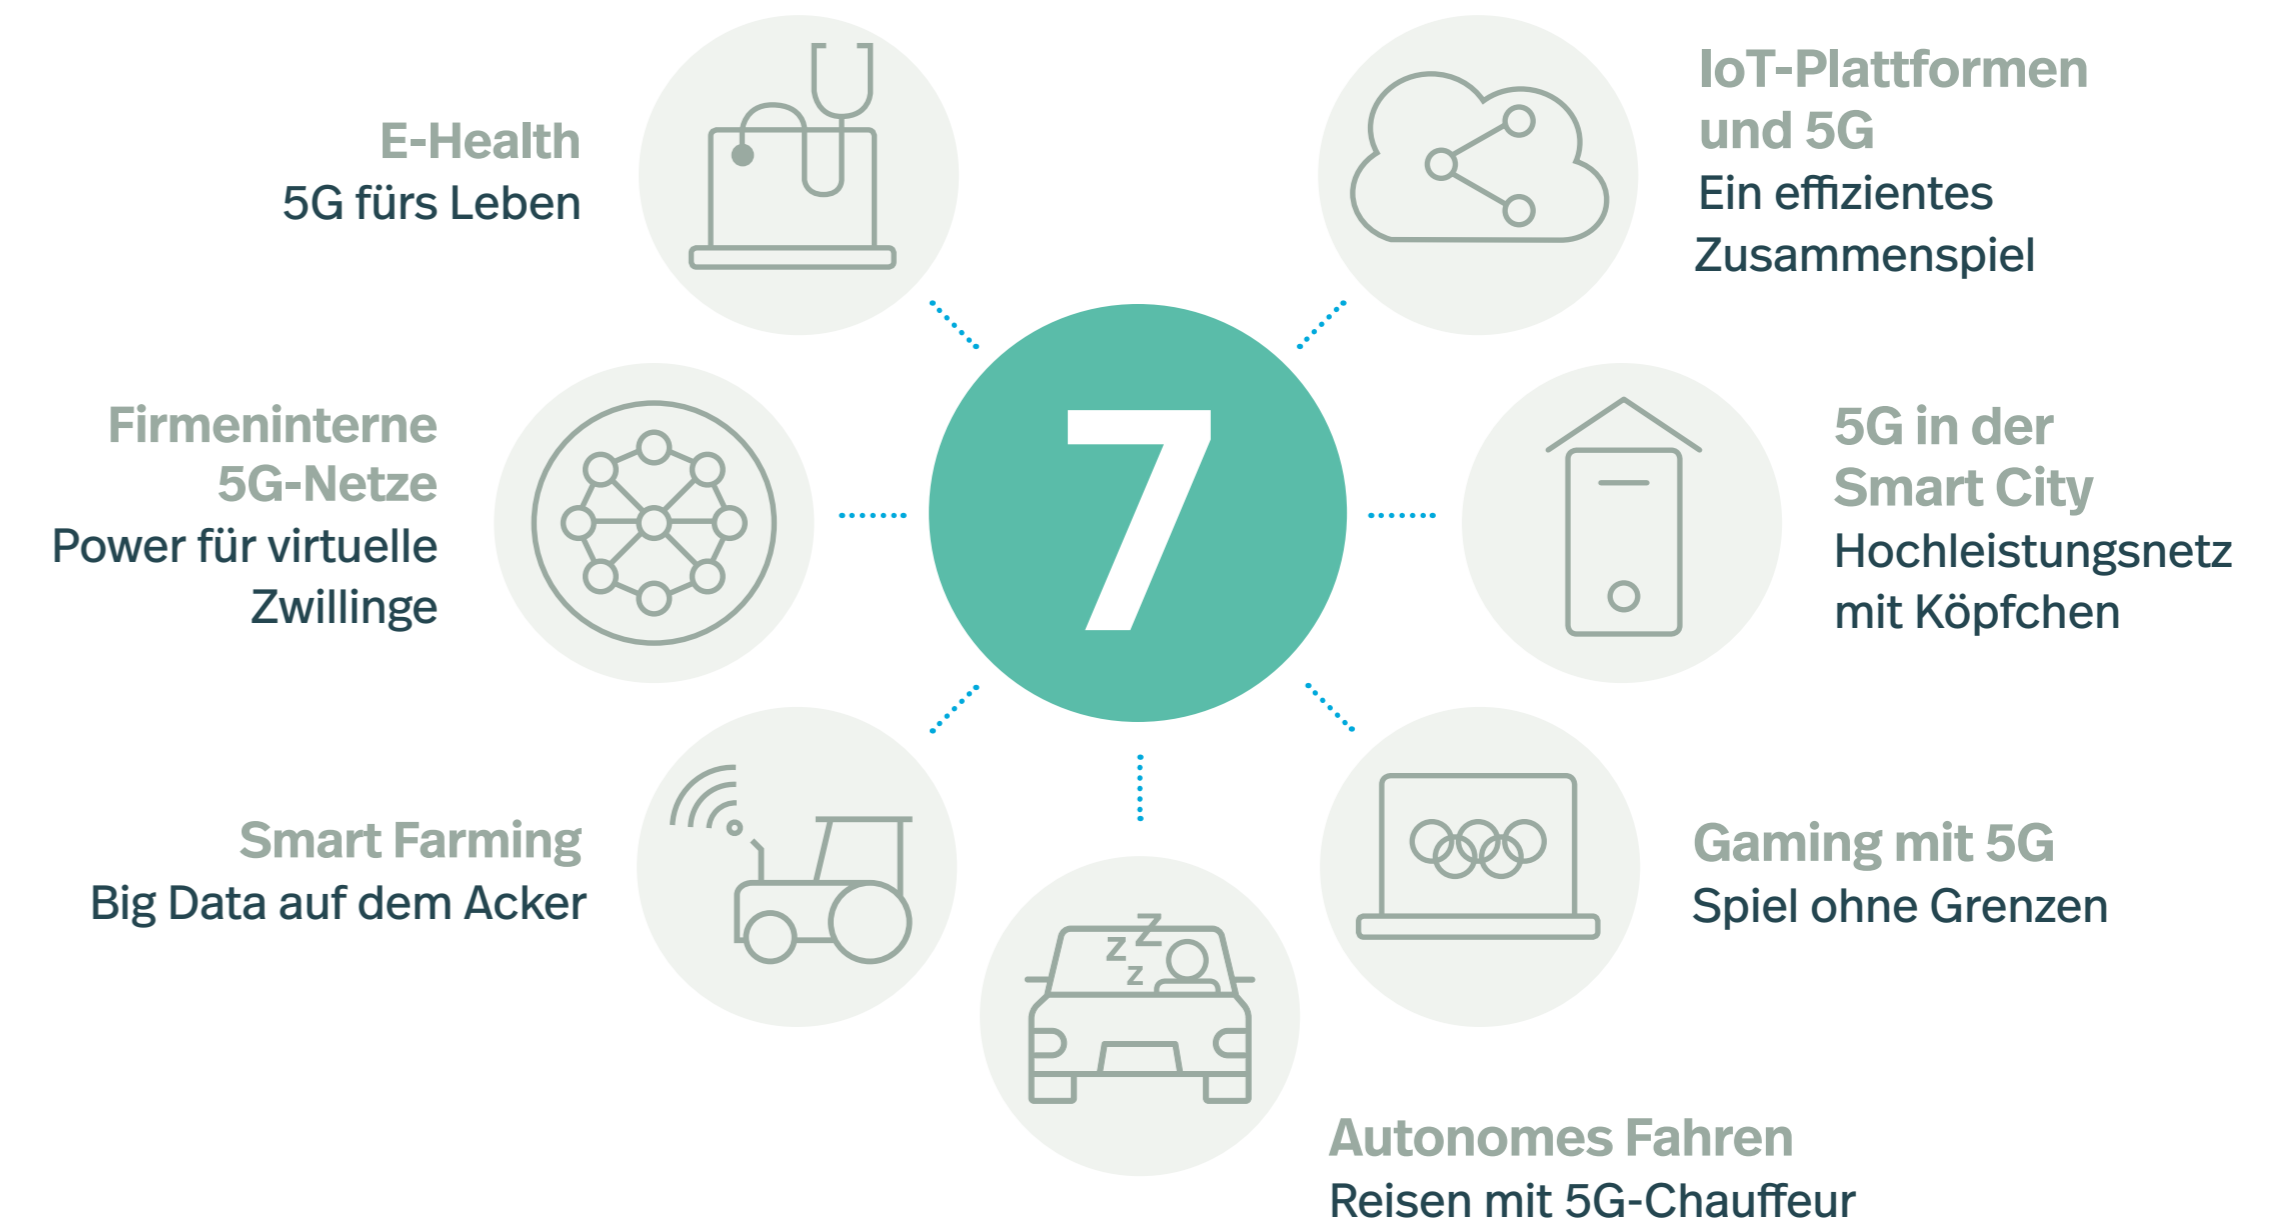 E-Health
5G fürs Leben
IoT-Plattformen
und 5G
Ein effizientes
Zusammenspiel
Firmeninterne
5G-Netze
Power für virtuelle
Zwillinge
7
5G in der
Smart City
Hochleistungsnetz
mit Köpfchen
Smart Farming
Big Data auf dem Acker
Gaming mit 5G
Spiel ohne Grenzen
z Z
z
Autonomes Fahren
Reisen mit 5G-Chauffeur